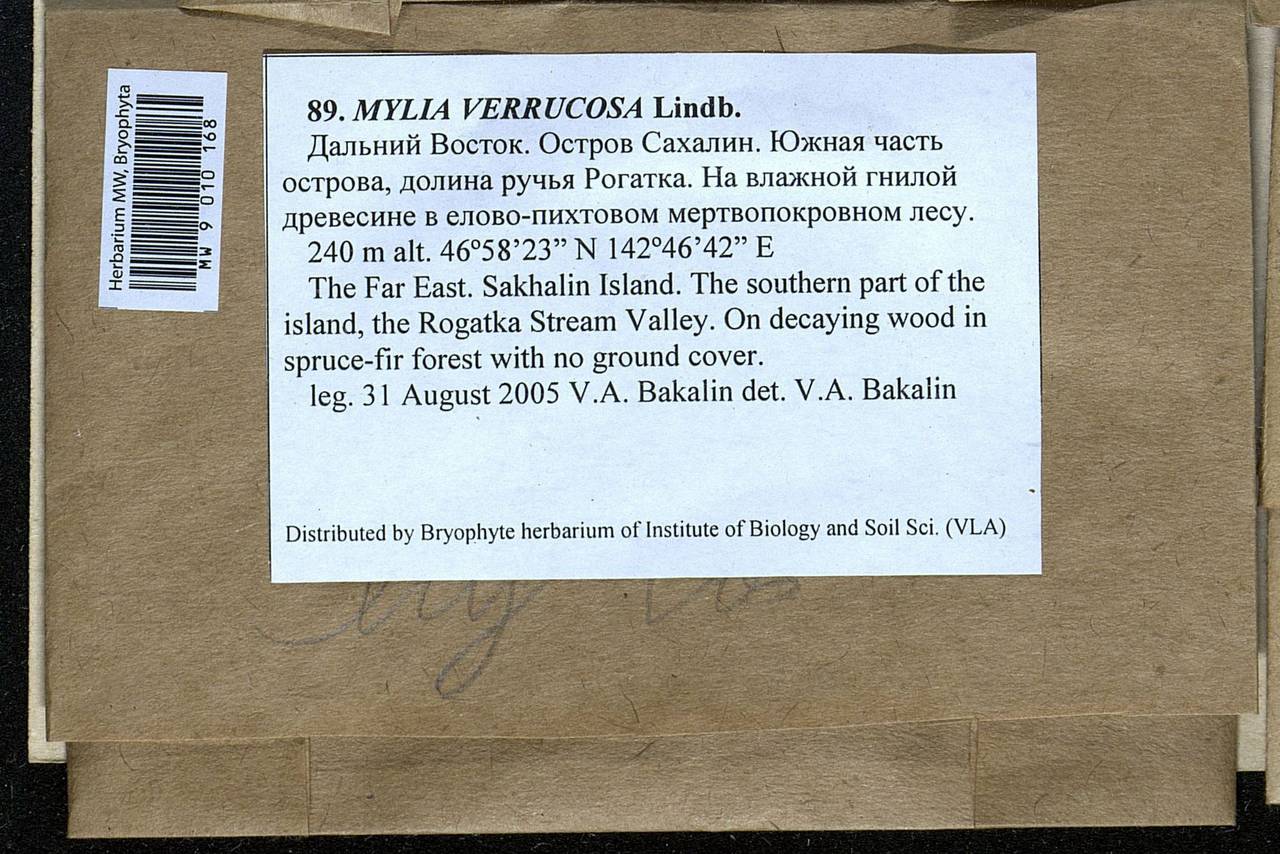 Herbarium MW, Bryophyta
MW 9 010 168
89. MYLIA VERRUCOSA Lindb.
Дальний Восток. Остров Сахалин. Южная часть
острова, долина ручья Рогатка. На влажной гнилой
древесине в елово-пихтовом мертвопокровном лесу.
240 m alt. 46º58’23” N 142º46’42” E
The Far East. Sakhalin Island. The southern part of the
island, the Rogatka Stream Valley. On decaying wood in
spruce-fir forest with no ground cover.
leg. 31 August 2005 V.A. Bakalin det. V.A. Bakalin
Distributed by Bryophyte herbarium of Institute of Biology and Soil Sci. (VLA)